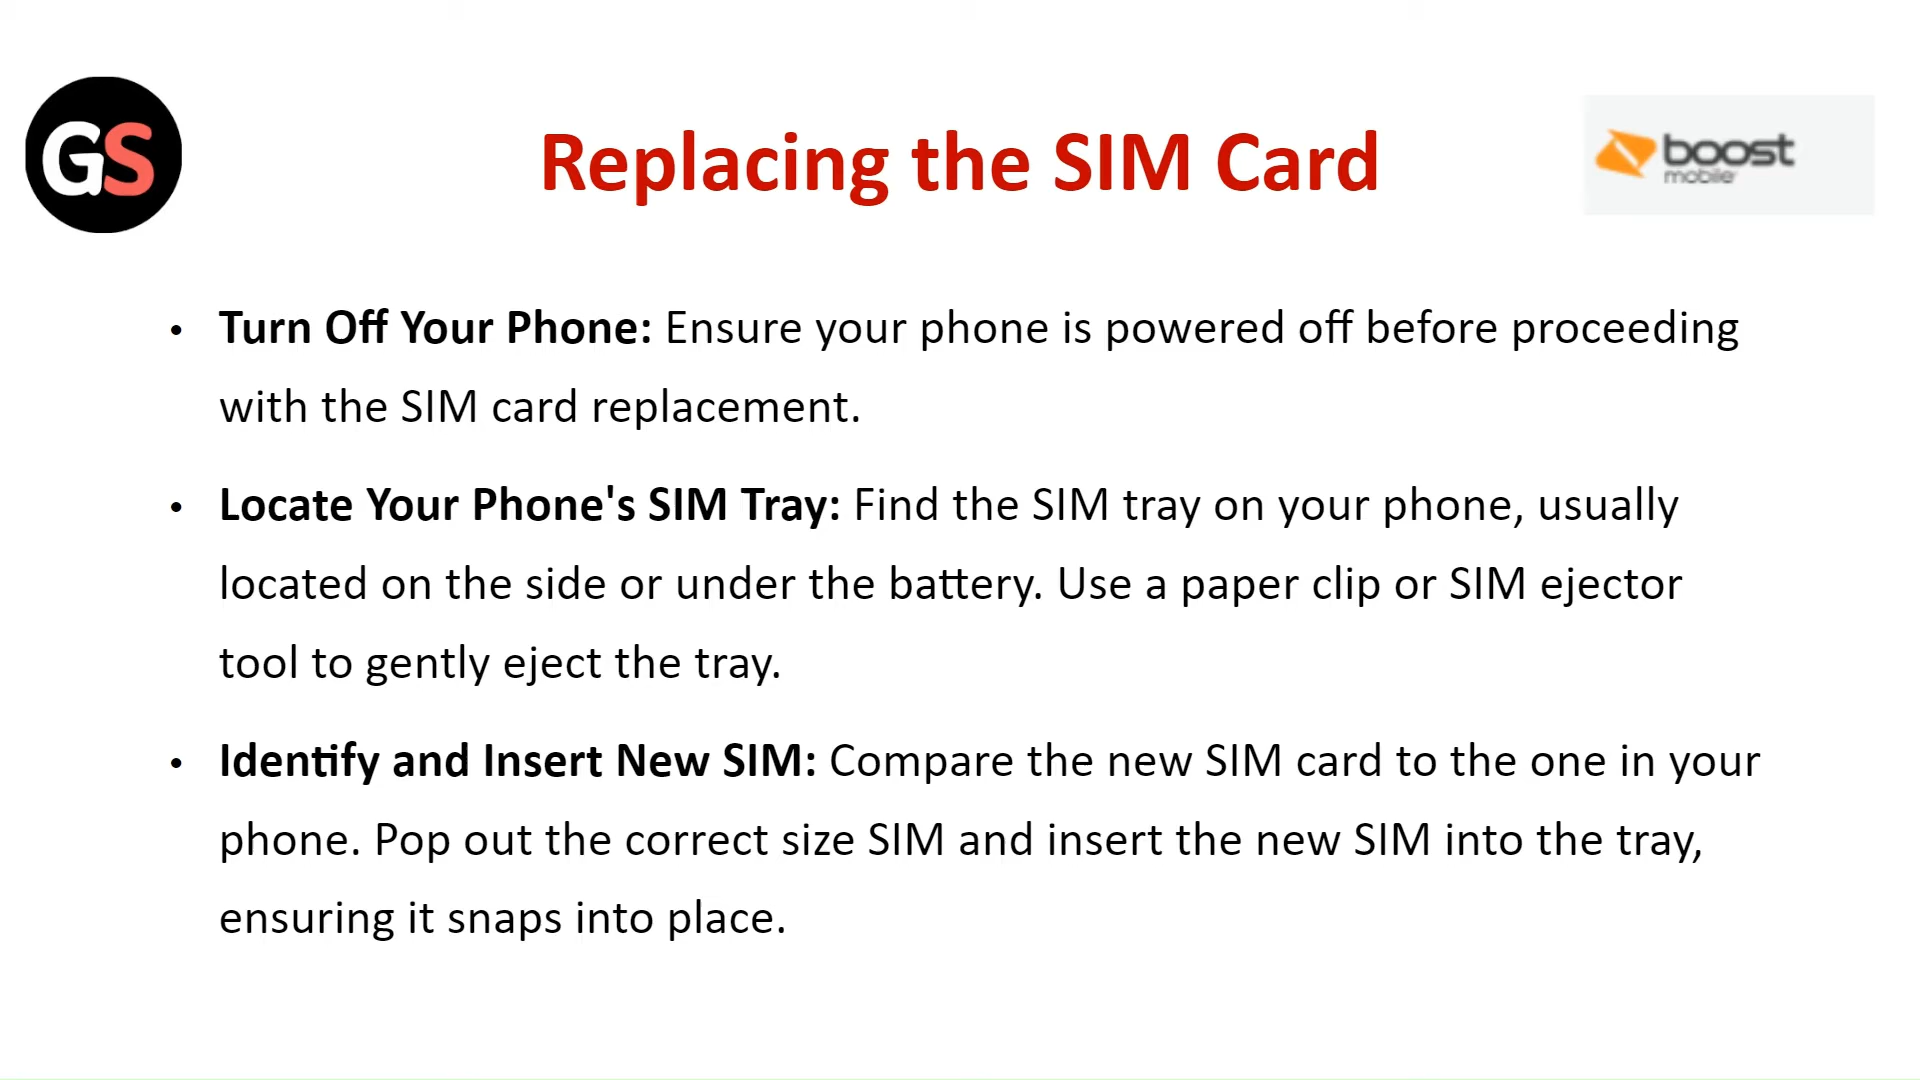 GS
Replacing the SIM Card
boost
mobile
• Turn Off Your Phone: Ensure your phone is powered off before proceeding
with the SIM card replacement.
• Locate Your Phone's SIM Tray: Find the SIM tray on your phone, usually
located on the side or under the battery. Use a paper clip or SIM ejector
tool to gently eject the tray.
• Identify and Insert New SIM: Compare the new SIM card to the one in your
phone. Pop out the correct size SIM and insert the new SIM into the tray,
ensuring it snaps into place.